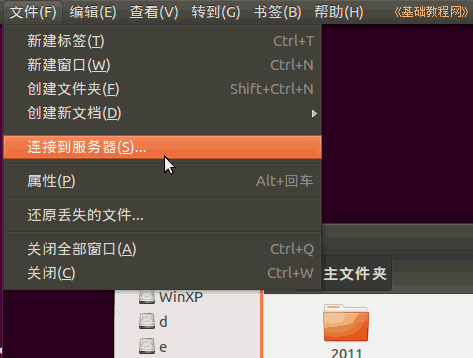 文件(F) 编辑(E) 查看(V) 转到(G) 书签(B) 帮助(H) 《基础教程网》
新建标签(T) Ctrl+T
新建窗口(W) Ctrl+N
创建文件夹(F) Shift+Ctrl+N
创建新文档(D)
连接到服务器(S)...
属性(P) Alt+回车
还原丢失的文件...
关闭全部窗口(A) Ctrl+Q
关闭(C) Ctrl+W
主文件夹
WinXP
d
e
2011